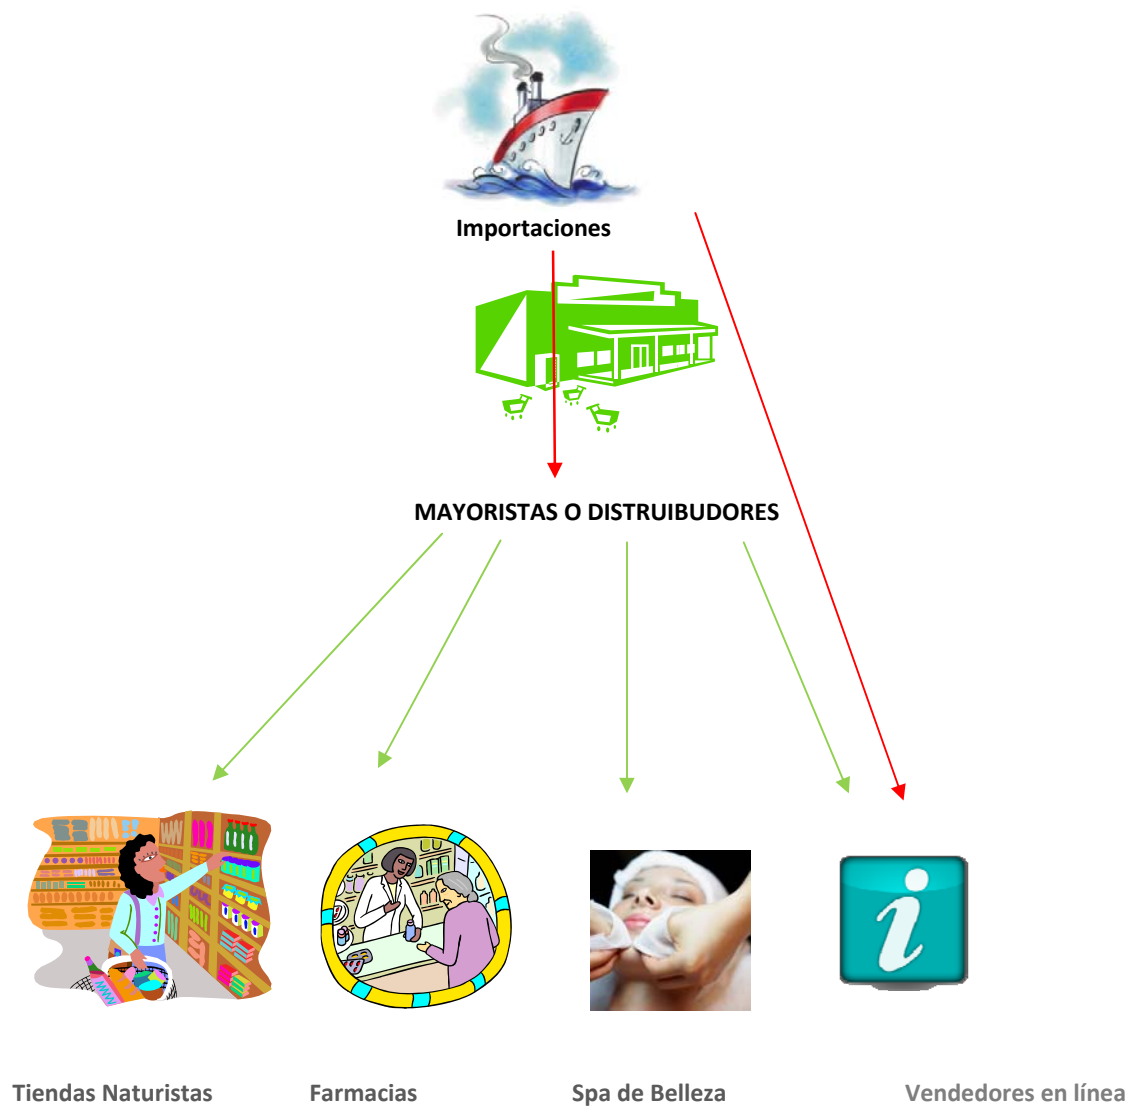 Importaciones
MAYORISTAS O DISTRUIBUDORES
Tiendas Naturistas
Farmacias
Spa de Belleza
Vendedores en línea